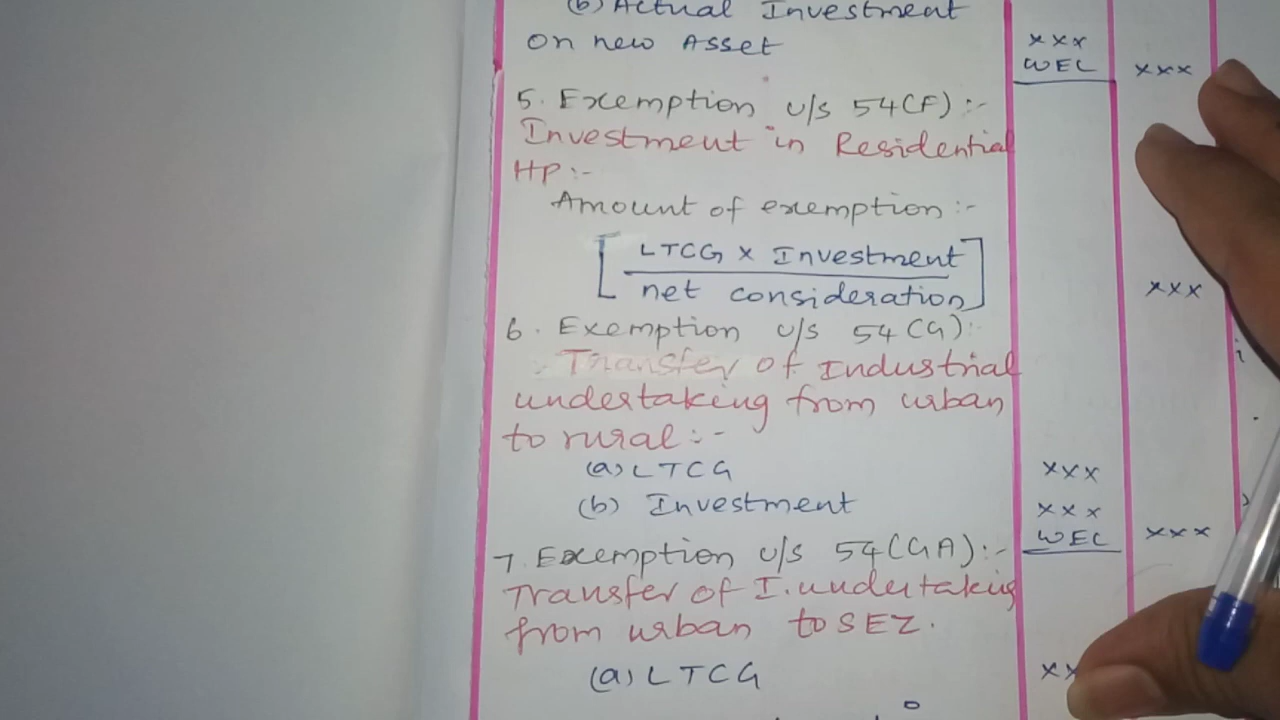 (b) Actual Investment
on new Asset xxx
WEL xxx
5. Exemption u/s 54(F):-
Investment in Residential
HP:-
Amount of exemption:-
[LTCG x Investment
net consideration] xxx
6. Exemption u/s 54(G):-
Transfer of Industrial
undertaking from urban
to rural:-
(a) LTCG xxx
(b) Investment xxx
WEL xxx
7. Exemption u/s 54(GA):-
Transfer of I. undertaking
from urban to SEZ.
(a) LTCG xx